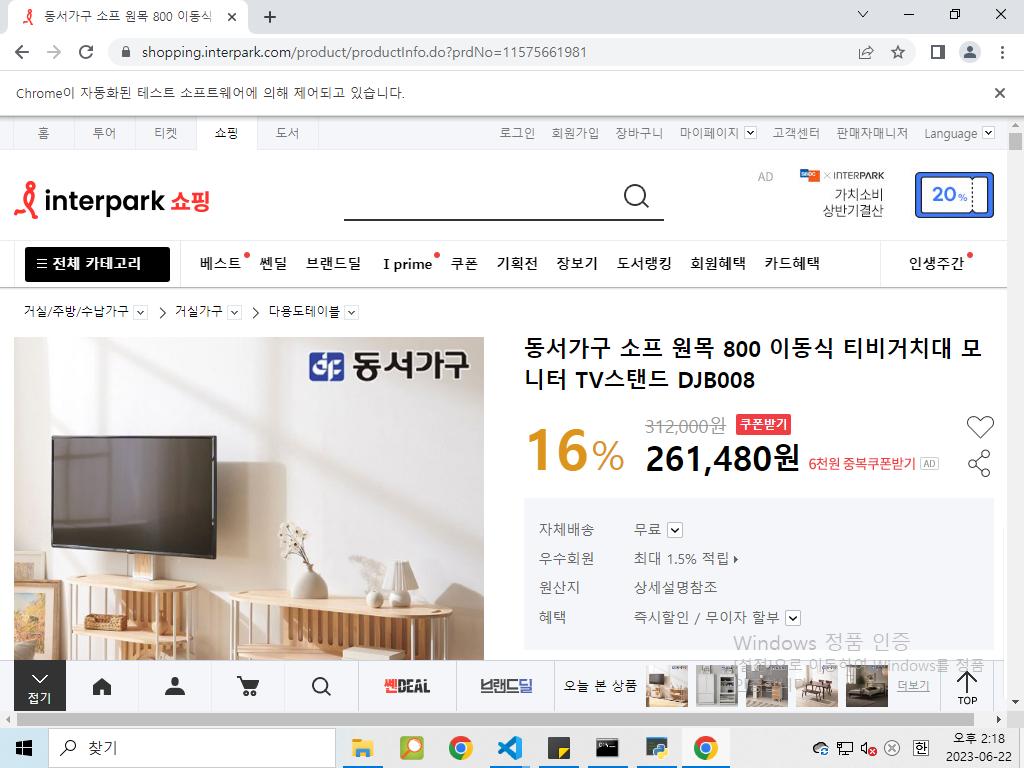 동서가구 소프 원목 800 이동식
shopping.interpark.com/product/productInfo.do?prdNo=11575661981
Chrome이 자동화된 테스트 소프트웨어에 의해 제어되고 있습니다.
홈 투어 티켓 쇼핑 도서 로그인 회원가입 장바구니 마이페이지 고객센터 판매자매니저 Language
interpark 쇼핑
AD
× INTERPARK
가치소비
상반기결산
20%
전체 카테고리 베스트 쎈딜 브랜드딜 I prime 쿠폰 기획전 장보기 도서랭킹 회원혜택 카드혜택 인생주간
거실/주방/수납가구 거실가구 다용도테이블
동서가구
동서가구 소프 원목 800 이동식 티비거치대 모
니터 TV스탠드 DJB008
16%
312,000원 쿠폰받기
261,480원 6천원 중복쿠폰받기 AD
자체배송 무료
우수회원 최대 1.5% 적립
원산지 상세설명참조
혜택 즉시할인 / 무이자 할부
Windows 정품 인증
[설정]으로 이동하여 Windows를 정품
접기
쎈DEAL
브랜드딜
오늘 본 상품
더보기
TOP
찾기
한
오후 2:18
2023-06-22